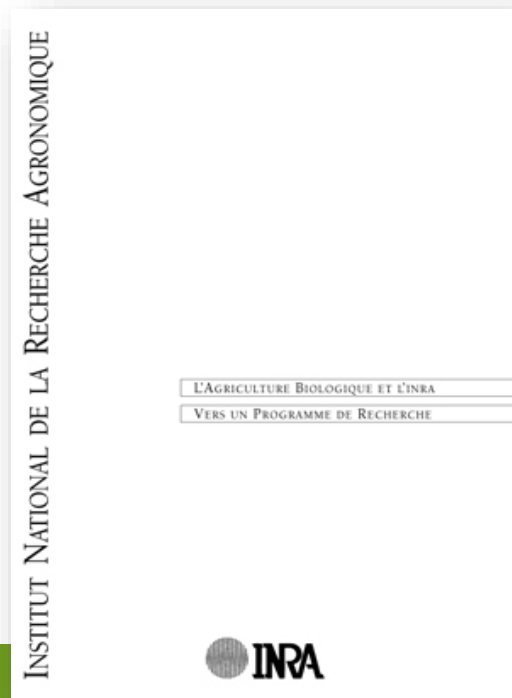 INSTITUT NATIONAL DE LA RECHERCHE AGRONOMIQUE
L'AGRICULTURE BIOLOGIQUE ET L'INRA
VERS UN PROGRAMME DE RECHERCHE
INRA